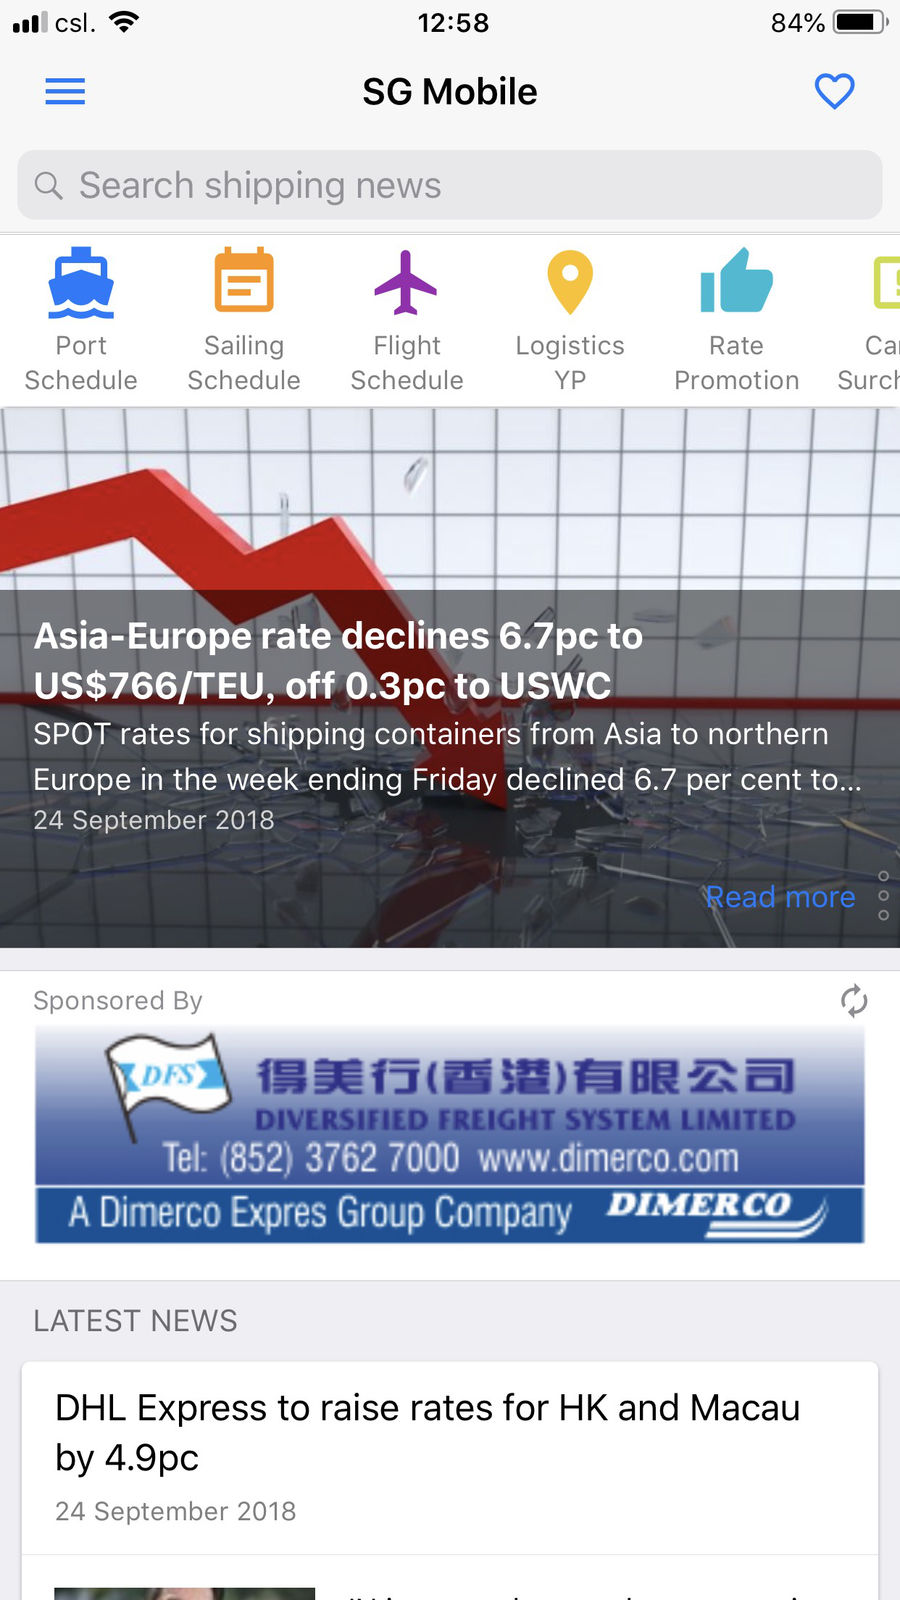 csl.
12:58
84%
SG Mobile
Search shipping news
Port
Schedule
Sailing
Schedule
Flight
Schedule
Logistics
YP
Rate
Promotion
Asia-Europe rate declines 6.7pc to
US$766/TEU, off 0.3pc to USWC
SPOT rates for shipping containers from Asia to northern
Europe in the week ending Friday declined 6.7 per cent to...
24 September 2018
Read more
Sponsored By
DFS
得美行(香港)有限公司
DIVERSIFIED FREIGHT SYSTEM LIMITED
Tel: (852) 3762 7000 www.dimerco.com
A Dimerco Expres Group Company DIMERCO
LATEST NEWS
DHL Express to raise rates for HK and Macau
by 4.9pc
24 September 2018